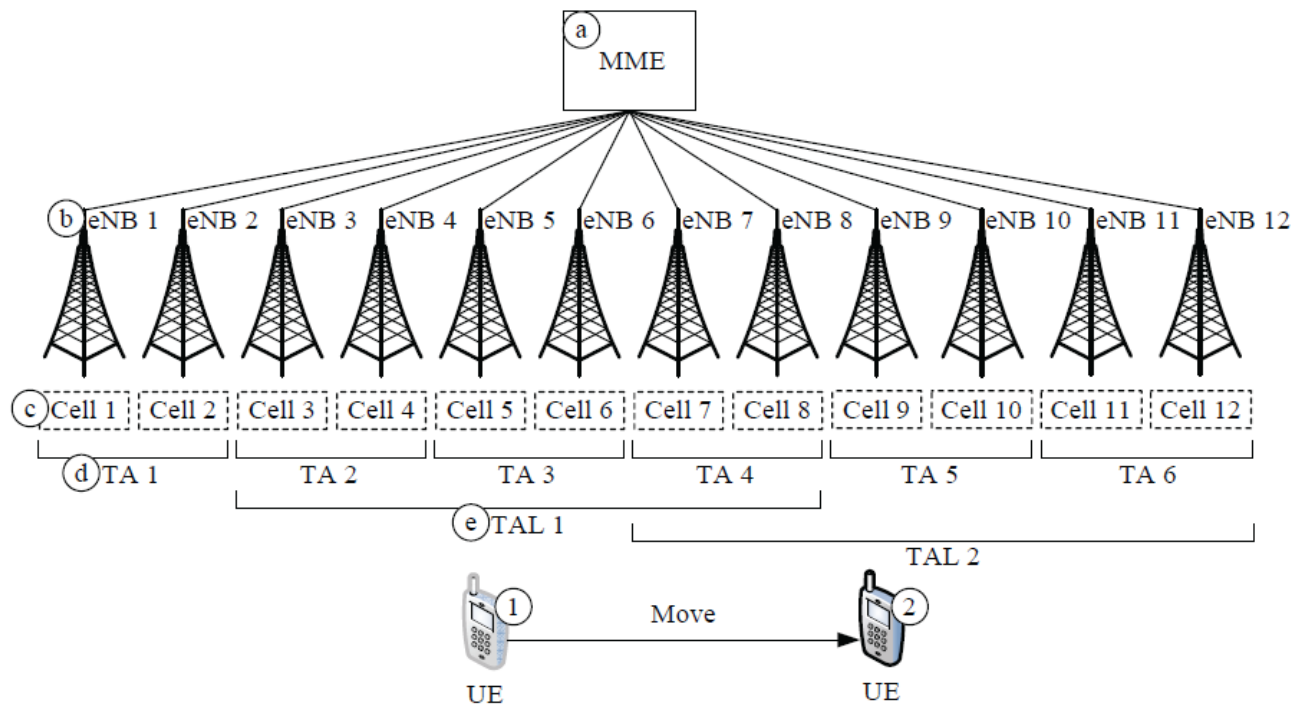 a
MME
b eNB 1 eNB 2 eNB 3 eNB 4 eNB 5 eNB 6 eNB 7 eNB 8 eNB 9 eNB 10 eNB 11 eNB 12
c Cell 1 Cell 2 Cell 3 Cell 4 Cell 5 Cell 6 Cell 7 Cell 8 Cell 9 Cell 10 Cell 11 Cell 12
d TA 1 TA 2 TA 3 TA 4 TA 5 TA 6
e TAL 1
TAL 2
1 Move 2
UE UE